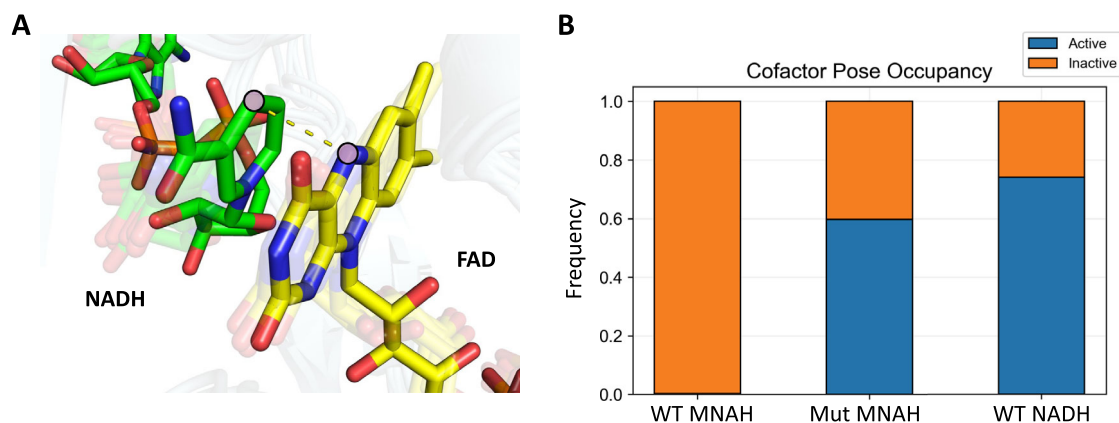 A
NADH
FAD
B
Active
Inactive
Cofactor Pose Occupancy
Frequency
1.0
0.8
0.6
0.4
0.2
0.0
WT MNAH
Mut MNAH
WT NADH